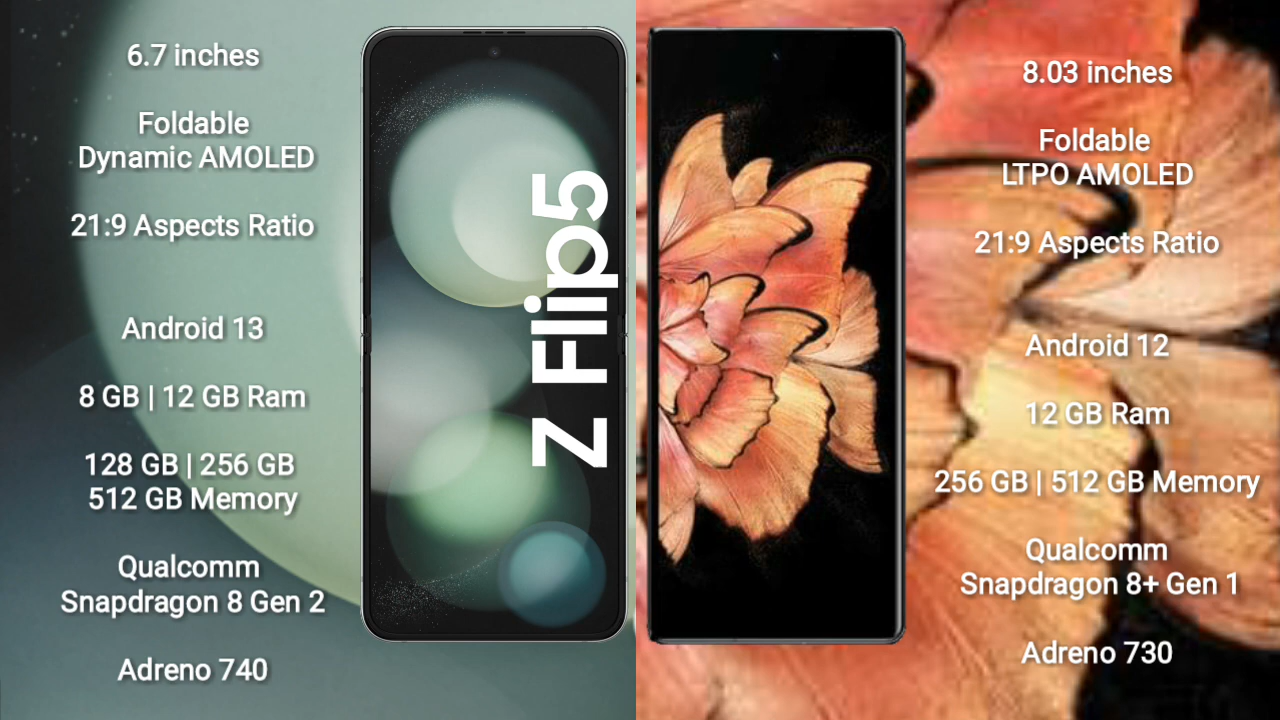 6.7 inches
Foldable
Dynamic AMOLED
21:9 Aspects Ratio
Android 13
8 GB | 12 GB Ram
128 GB | 256 GB
512 GB Memory
Qualcomm
Snapdragon 8 Gen 2
Adreno 740
Z Flip5
8.03 inches
Foldable
LTPO AMOLED
21:9 Aspects Ratio
Android 12
12 GB Ram
256 GB | 512 GB Memory
Qualcomm
Snapdragon 8+ Gen 1
Adreno 730